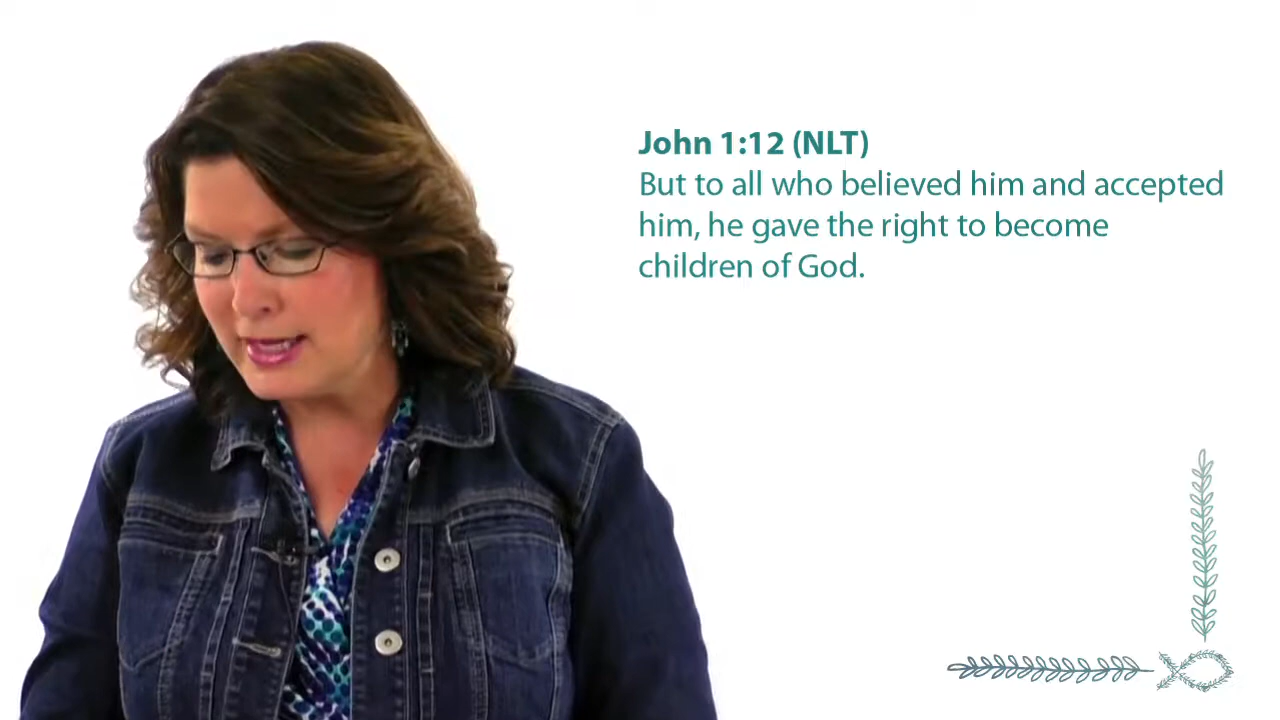 John 1:12 (NLT)
But to all who believed him and accepted
him, he gave the right to become
children of God.